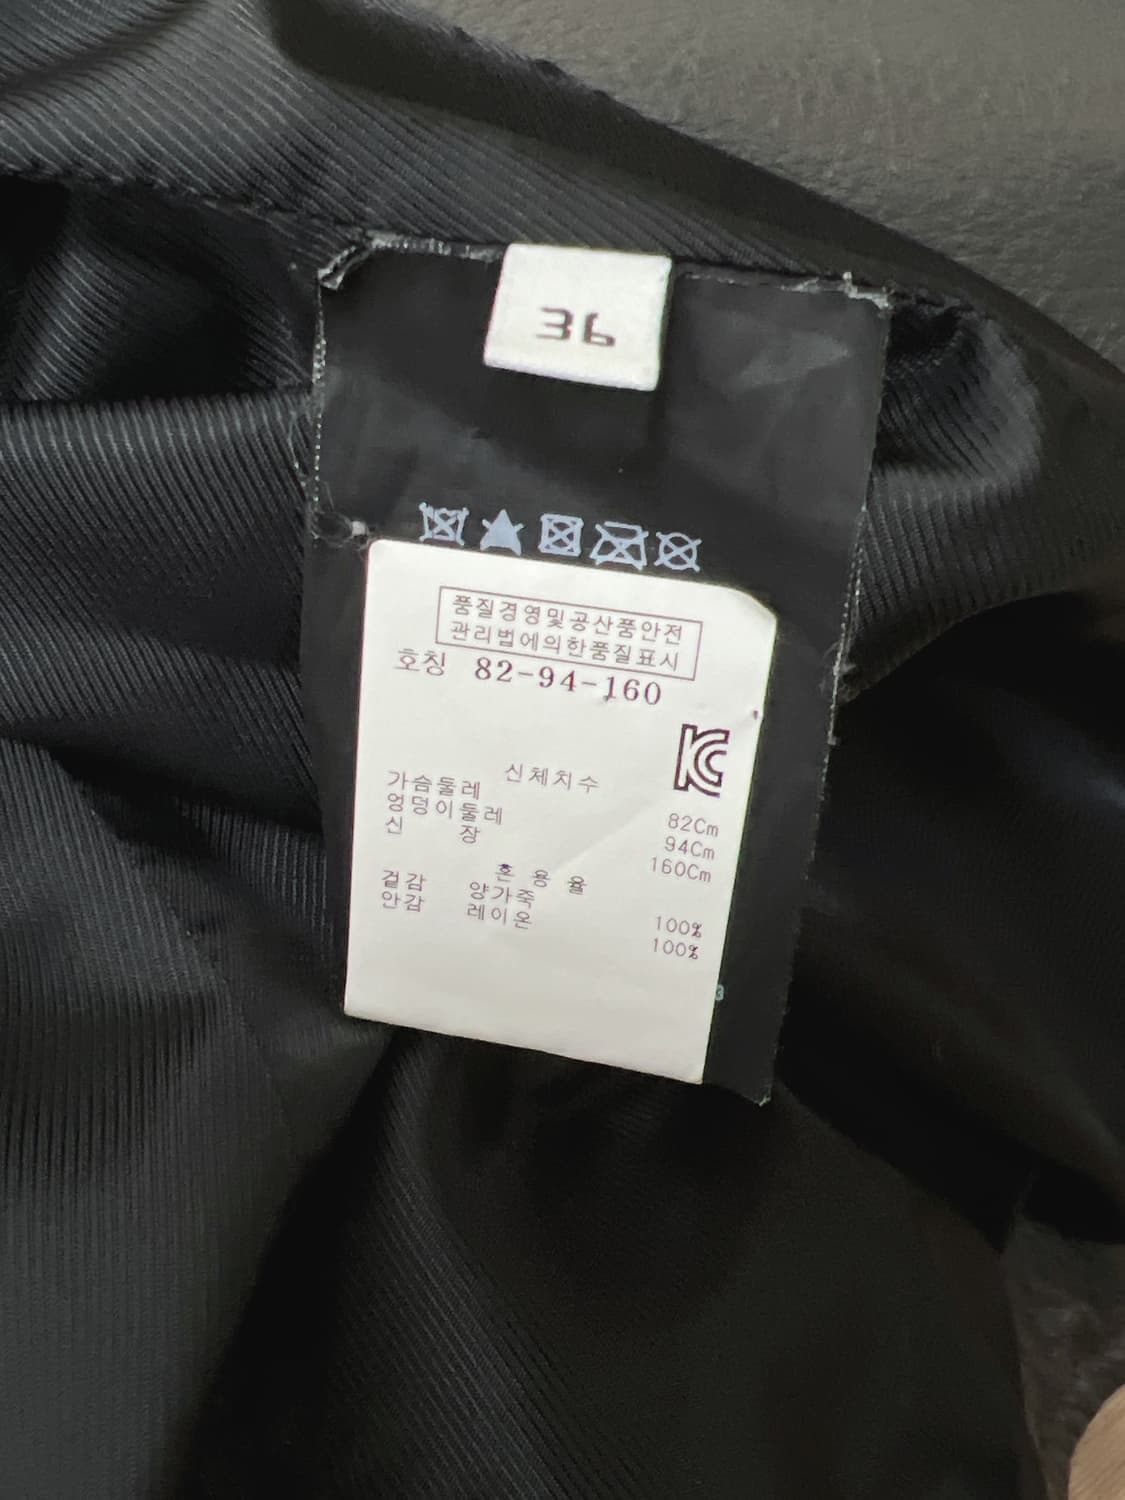 36
품질경영및공산품안전
관리법에의한품질표시
호칭 82-94-160
KC
신체치수
가슴둘레 82Cm
엉덩이둘레 94Cm
신 장 160Cm
혼 용 율
겉감 양가죽 100%
안감 레이온 100%
3